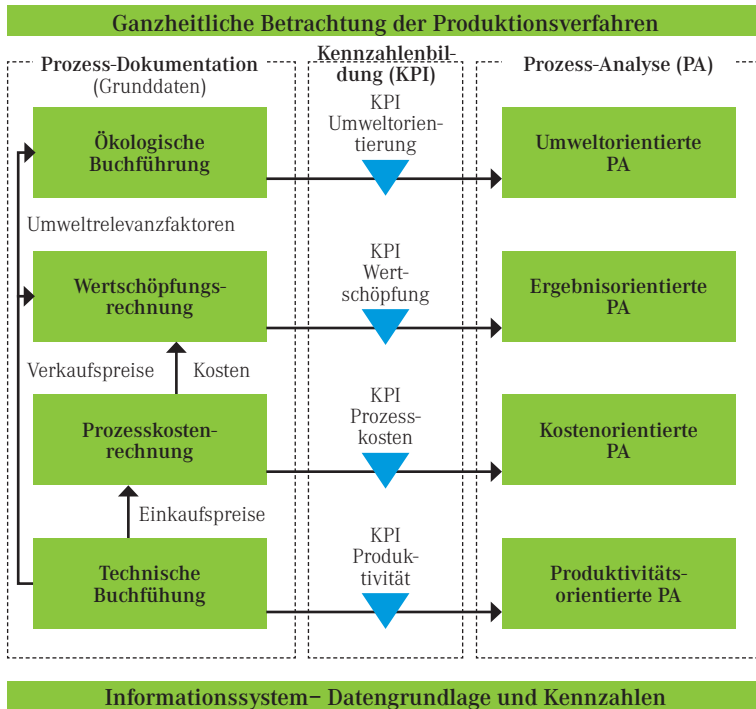 Ganzheitliche Betrachtung der Produktionsverfahren
Prozess-Dokumentation
(Grunddaten)
Kennzahlenbil-
dung (KPI)
Prozess-Analyse (PA)
Ökologische
Buchführung
KPI
Umweltorien-
tierung
Umweltorientierte
PA
Umweltrelevanzfaktoren
Wertschöpfungs-
rechnung
KPI
Wert-
schöpfung
Ergebnisorientierte
PA
Verkaufspreise
Kosten
Prozesskosten-
rechnung
KPI
Prozess-
kosten
Kostenorientierte
PA
Einkaufspreise
Technische
Buchfühung
KPI
Produk-
tivität
Produktivitäts-
orientierte PA
Informationssystem– Datengrundlage und Kennzahlen